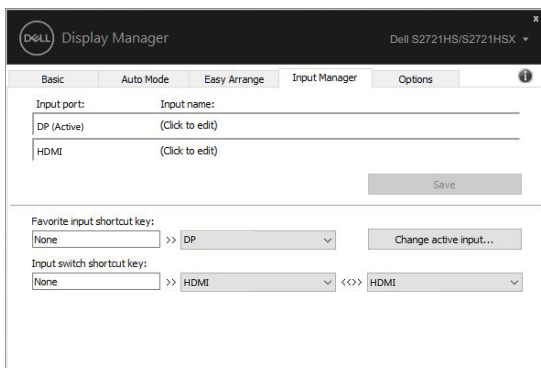 DELL Display Manager Dell S2721HS/S2721HSX
x
Basic Auto Mode Easy Arrange Input Manager Options
Input port: Input name:
DP (Active) (Click to edit)
HDMI (Click to edit)
Save
Favorite input shortcut key:
None >> DP Change active input...
Input switch shortcut key:
None >> HDMI <<>> HDMI